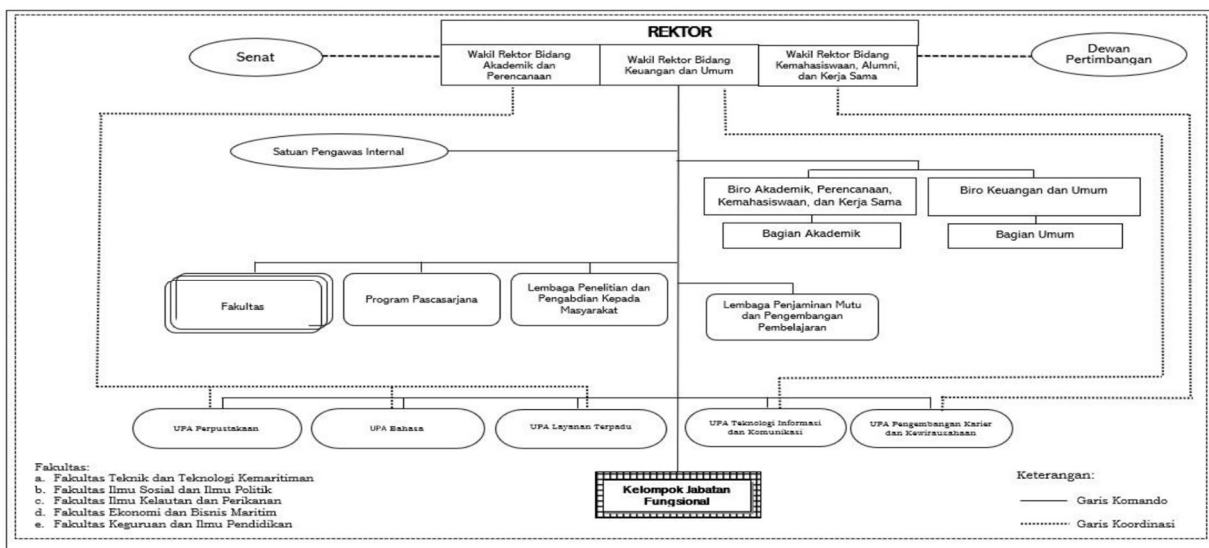 REKTOR
Senat
Wakil Rektor Bidang
Akademik dan
Perencanaan
Wakil Rektor Bidang
Keuangan dan Umum
Wakil Rektor Bidang
Kemahasiswaan, Alumni,
dan Kerja Sama
Dewan
Pertimbangan
Satuan Pengawas Internal
Biro Akademik, Perencanaan,
Kemahasiswaan, dan Kerja Sama
Biro Keuangan dan Umum
Bagian Akademik
Bagian Umum
Fakultas
Program Pascasarjana
Lembaga Penelitian dan
Pengabdian Kepada
Masyarakat
Lembaga Penjaminan Mutu
dan Pengembangan
Pembelajaran
UPA Perpustakaan
UPA Bahasa
UPA Layanan Terpadu
UPA Teknologi Informasi
dan Komunikasi
UPA Pengembangan Karier
dan Kewirausahaan
Fakultas:
a. Fakultas Teknik dan Teknologi Kemaritiman
b. Fakultas Ilmu Sosial dan Ilmu Politik
c. Fakultas Ilmu Kelautan dan Perikanan
d. Fakultas Ekonomi dan Bisnis Maritim
e. Fakultas Keguruan dan Ilmu Pendidikan
Kelompok Jabatan
Fungsional
Keterangan:
Garis Komando
Garis Koordinasi